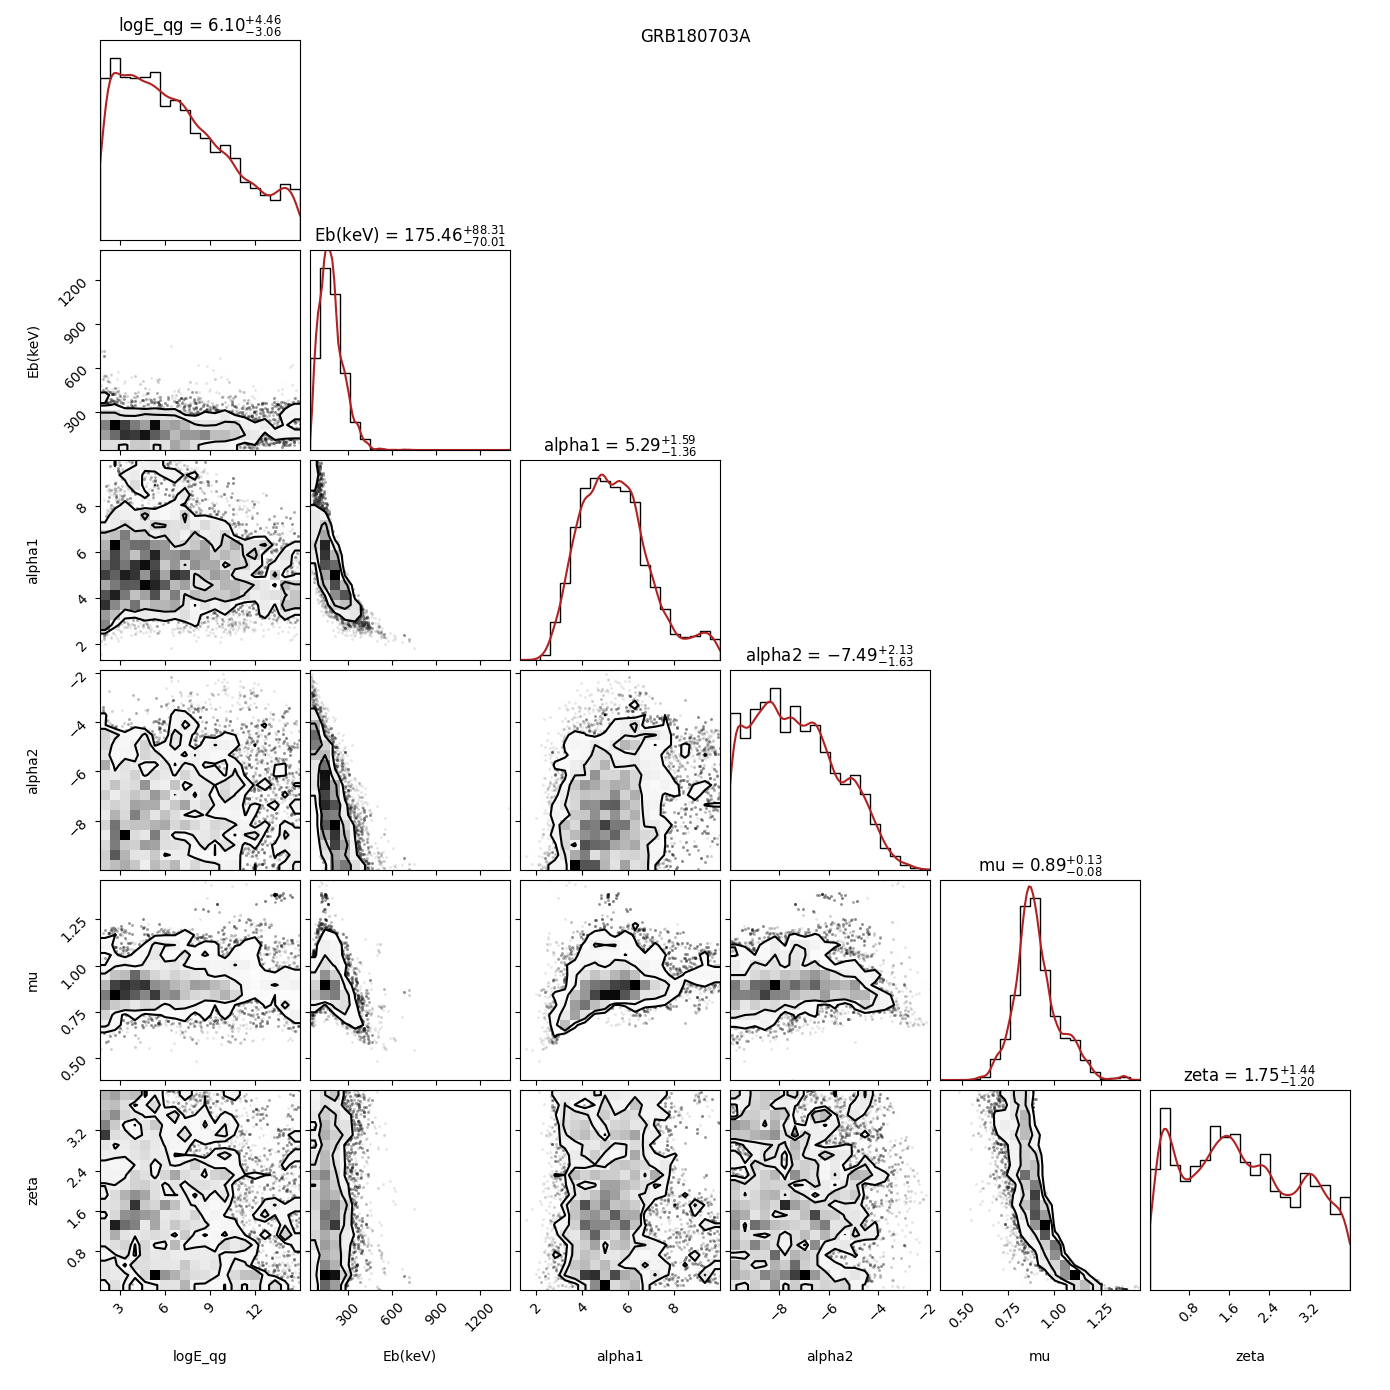 GRB180703A
logE_qg = 6.10+4.46−3.06
Eb(keV) = 175.46+88.31−70.01
1200
900
600
300
Eb(keV)
alpha1 = 5.29+1.59−1.36
8
6
4
2
alpha1
alpha2 = −7.49+2.13−1.63
−2
−4
−6
−8
alpha2
mu = 0.89+0.13−0.08
1.25
1.00
0.75
0.50
mu
zeta = 1.75+1.44−1.20
3.2
2.4
1.6
0.8
zeta
3 6 9 12
300 600 900 1200
2 4 6 8
−8 −6 −4 −2
0.50 0.75 1.00 1.25
0.8 1.6 2.4 3.2
logE_qg Eb(keV) alpha1 alpha2 mu zeta